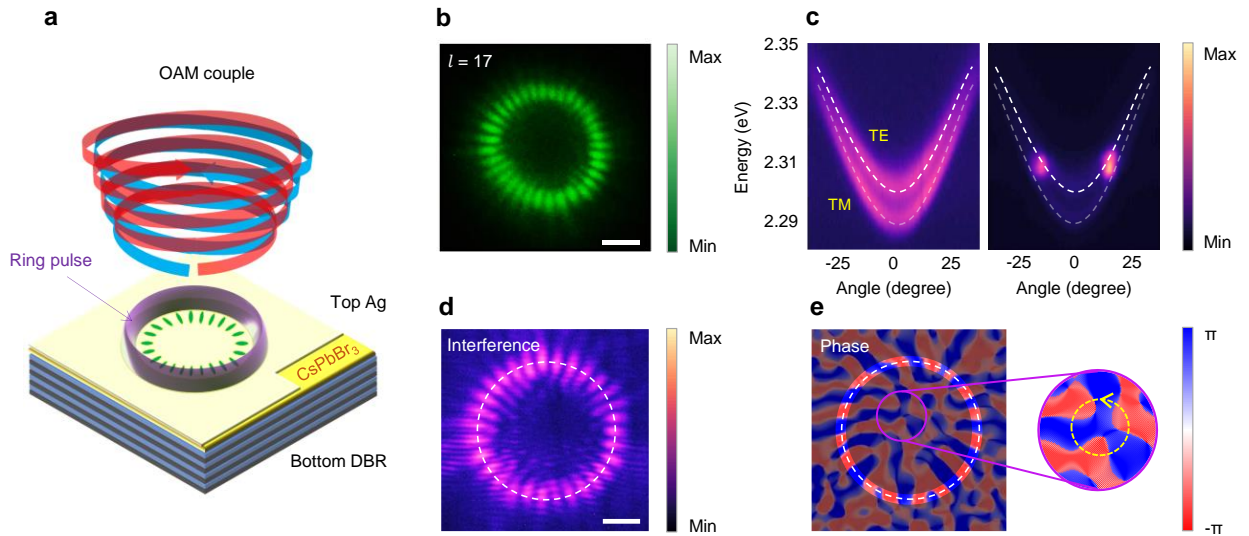 a
OAM couple
Ring pulse
Top Ag
CsPbBr₃
Bottom DBR
b
l = 17
Max
Min
c
2.35
2.33
2.31
2.29
Energy (eV)
TE
TM
-25
0
25
Angle (degree)
-25
0
25
Angle (degree)
Max
Min
d
Interference
Max
Min
e
Phase
π
-π